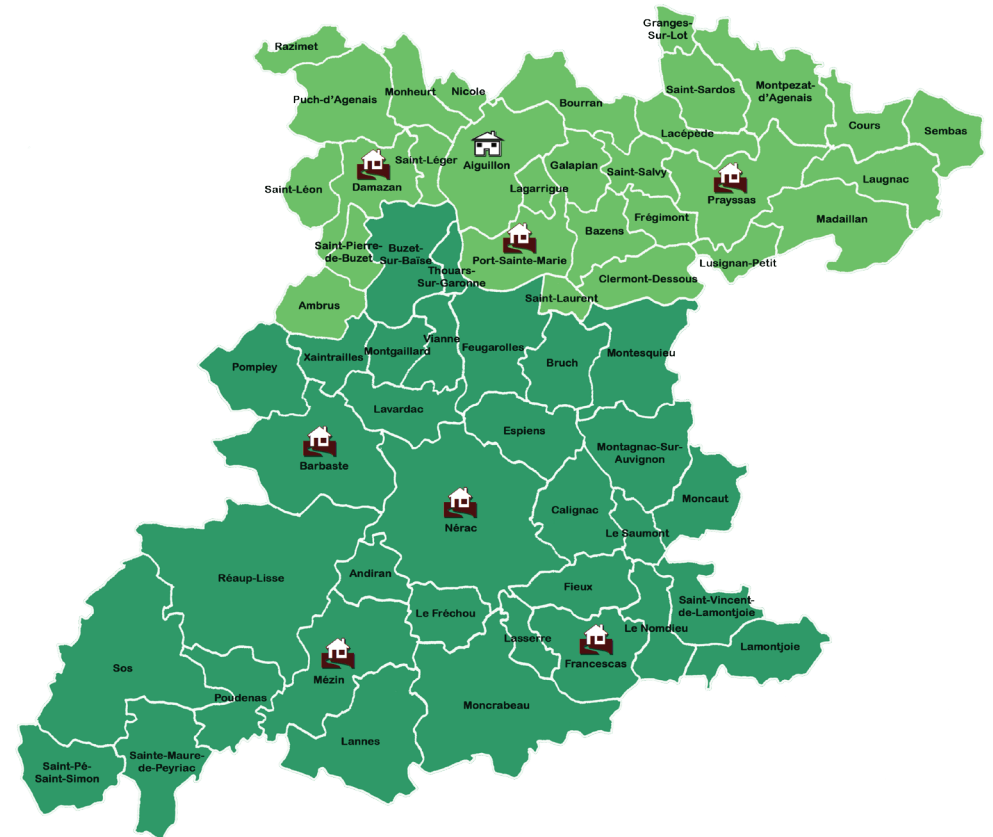 Granges-
Sur-Lot
Razimet
Puch-d'Agenais
Monheurt
Nicole
Bourran
Saint-Sardos
Montpezat-
d'Agenais
Lacépède
Cours
Sembas
Saint-Léger
Aiguillon
Galapian
Saint-Salvy
Damazan
Saint-Léon
Lagarrigue
Prayssas
Laugnac
Madaillan
Frégimont
Bazens
Saint-Pierre-
de-Buzet
Buzet-
Sur-Baïse
Port-Sainte-Marie
Lusignan-Petit
Thouars-
Sur-Garonne
Clermont-Dessous
Saint-Laurent
Ambrus
Vianne
Pompiey
Xaintrailles
Montgaillard
Feugarolles
Bruch
Montesquieu
Lavardac
Espiens
Barbaste
Montagnac-Sur-
Auvignon
Moncaut
Nérac
Calignac
Le Saumont
Réaup-Lisse
Andiran
Fieux
Saint-Vincent-
de-Lamontjoie
Le Fréchou
Lasserre
Le Nomdieu
Francescas
Lamontjoie
Sos
Mézin
Poudenas
Moncrabeau
Lannes
Saint-Pé-
Saint-Simon
Sainte-Maure-
de-Peyriac